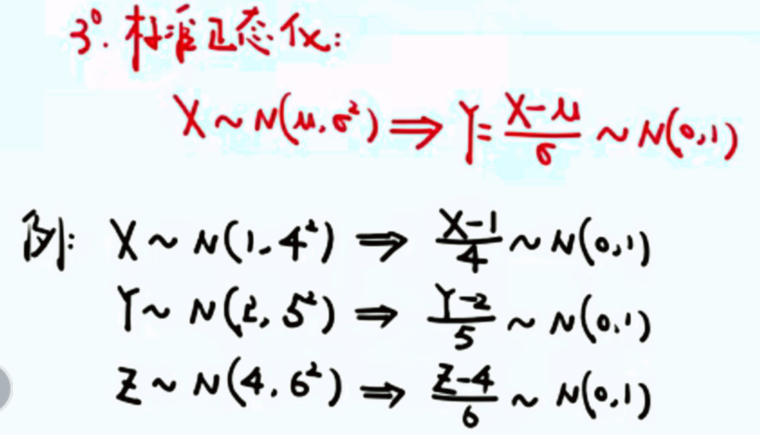 3°. 标准正态化:
X ~ N(μ, σ²) ⇒ Y = (X-μ)/σ ~ N(0,1)
例: X ~ N(1, 4²) ⇒ (X-1)/4 ~ N(0,1)
Y ~ N(2, 5²) ⇒ (Y-2)/5 ~ N(0,1)
Z ~ N(4, 6²) ⇒ (Z-4)/6 ~ N(0,1)